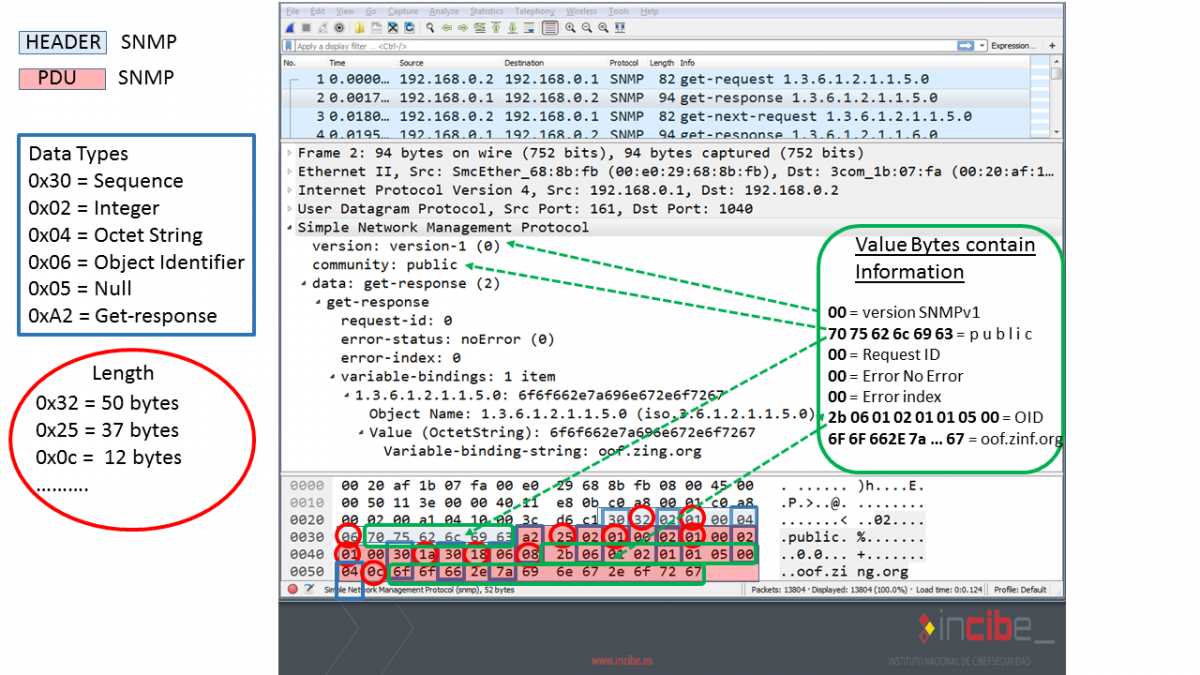 HEADER SNMP
PDU SNMP
Data Types
0x30 = Sequence
0x02 = Integer
0x04 = Octet String
0x06 = Object Identifier
0x05 = Null
0xA2 = Get-response
Length
0x32 = 50 bytes
0x25 = 37 bytes
0x0c = 12 bytes
..........
File Edit View Go Capture Analyze Statistics Telephony Wireless Tools Help
Apply a display filter ... <Ctrl-/> Expression... +
No. Time Source Destination Protocol Length Info
1 0.0000... 192.168.0.2 192.168.0.1 SNMP 82 get-request 1.3.6.1.2.1.1.5.0
2 0.0017... 192.168.0.1 192.168.0.2 SNMP 94 get-response 1.3.6.1.2.1.1.5.0
3 0.0180... 192.168.0.2 192.168.0.1 SNMP 82 get-next-request 1.3.6.1.2.1.1.5.0
4 0.0195... 192.168.0.1 192.168.0.2 SNMP 94 get-response 1.3.6.1.2.1.1.6.0
Frame 2: 94 bytes on wire (752 bits), 94 bytes captured (752 bits)
Ethernet II, Src: SmcEther_68:8b:fb (00:e0:29:68:8b:fb), Dst: 3com_1b:07:fa (00:20:af:1...
Internet Protocol Version 4, Src: 192.168.0.1, Dst: 192.168.0.2
User Datagram Protocol, Src Port: 161, Dst Port: 1040
Simple Network Management Protocol
version: version-1 (0)
community: public
data: get-response (2)
get-response
request-id: 0
error-status: noError (0)
error-index: 0
variable-bindings: 1 item
1.3.6.1.2.1.1.5.0: 6f6f662e7a696e672e6f7267
Object Name: 1.3.6.1.2.1.1.5.0 (iso.3.6.1.2.1.1.5.0)
Value (OctetString): 6f6f662e7a696e672e6f7267
Variable-binding-string: oof.zing.org
Value Bytes contain
Information
00 = version SNMPv1
70 75 62 6c 69 63 = p u b l i c
00 = Request ID
00 = Error No Error
00 = Error index
2b 06 01 02 01 01 05 00 = OID
6F 6F 662E 7a ... 67 = oof.zinf.org
0000 00 20 af 1b 07 fa 00 e0 29 68 8b fb 08 00 45 00 . ...... )h....E.
0010 00 50 11 3e 00 00 40 11 e8 0b c0 a8 00 01 c0 a8 .P.>..@. ........
0020 00 02 00 a1 04 10 00 3c d6 c1 30 32 02 01 00 04 .......< ..02....
0030 06 70 75 62 6c 69 63 a2 25 02 01 00 02 01 00 02 .public. %.......
0040 01 00 30 1a 30 18 06 08 2b 06 01 02 01 01 05 00 ..0.0... +.......
0050 04 0c 6f 6f 66 2e 7a 69 6e 67 2e 6f 72 67 ..oof.zi ng.org
Simple Network Management Protocol (snmp), 52 bytes Packets: 13804 · Displayed: 13804 (100.0%) · Load time: 0:0.124 Profile: Default
incibe_
www.incibe.es INSTITUTO NACIONAL DE CIBERSEGURIDAD